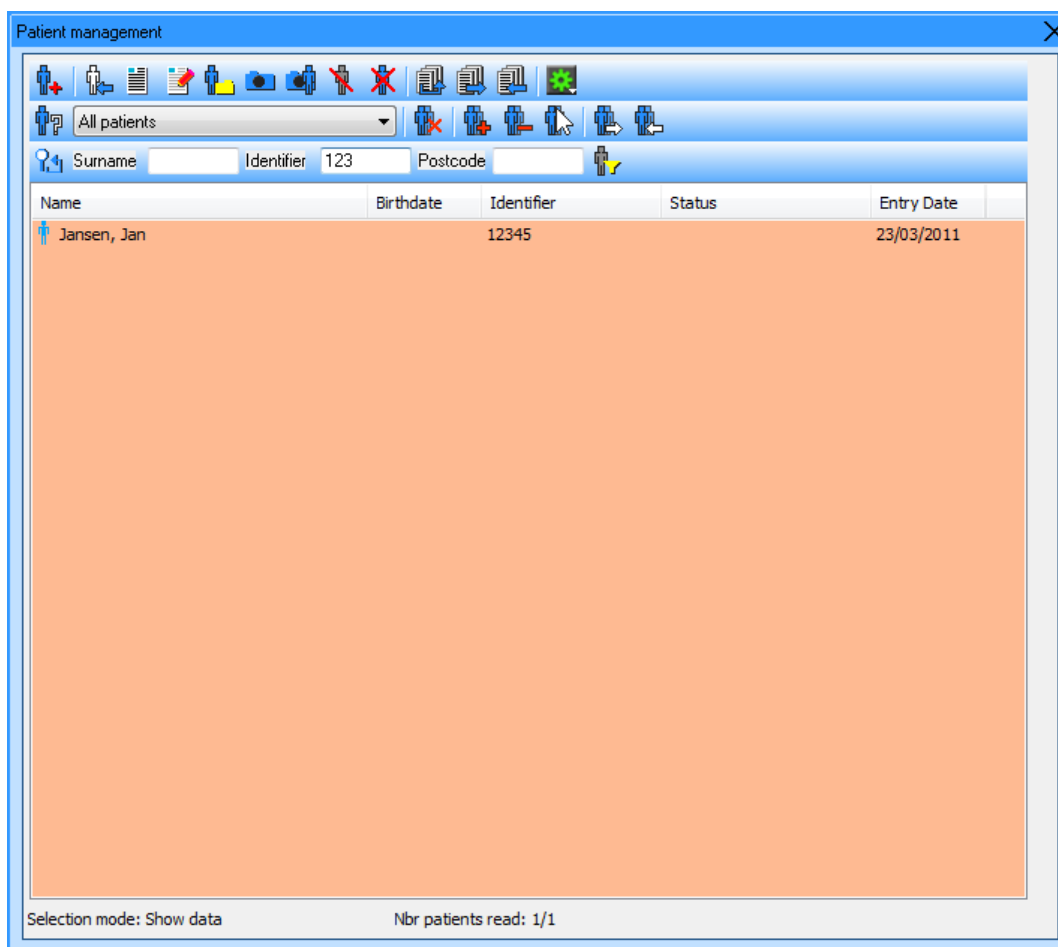 Patient management
All patients
Surname Identifier 123 Postcode
Name Birthdate Identifier Status Entry Date
Jansen, Jan 12345 23/03/2011
Selection mode: Show data Nbr patients read: 1/1